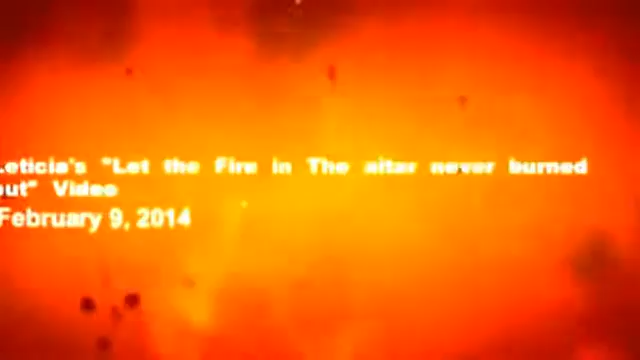 Leticia's "Let the Fire in The altar never burned
out" Video
February 9, 2014